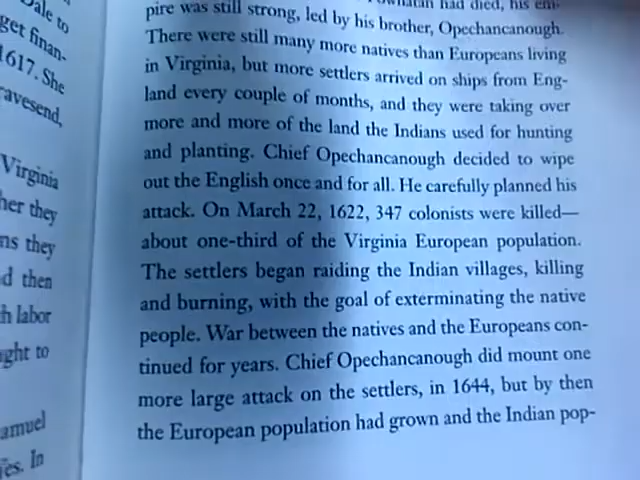 Dale to
get finan-
1617. She
ravesend,
Virginia
her they
ns they
d then
h labor
ght to
amuel
es. In
had died, his em-
pire was still strong, led by his brother, Opechancanough.
There were still many more natives than Europeans living
in Virginia, but more settlers arrived on ships from Eng-
land every couple of months, and they were taking over
more and more of the land the Indians used for hunting
and planting. Chief Opechancanough decided to wipe
out the English once and for all. He carefully planned his
attack. On March 22, 1622, 347 colonists were killed—
about one-third of the Virginia European population.
The settlers began raiding the Indian villages, killing
and burning, with the goal of exterminating the native
people. War between the natives and the Europeans con-
tinued for years. Chief Opechancanough did mount one
more large attack on the settlers, in 1644, but by then
the European population had grown and the Indian pop-